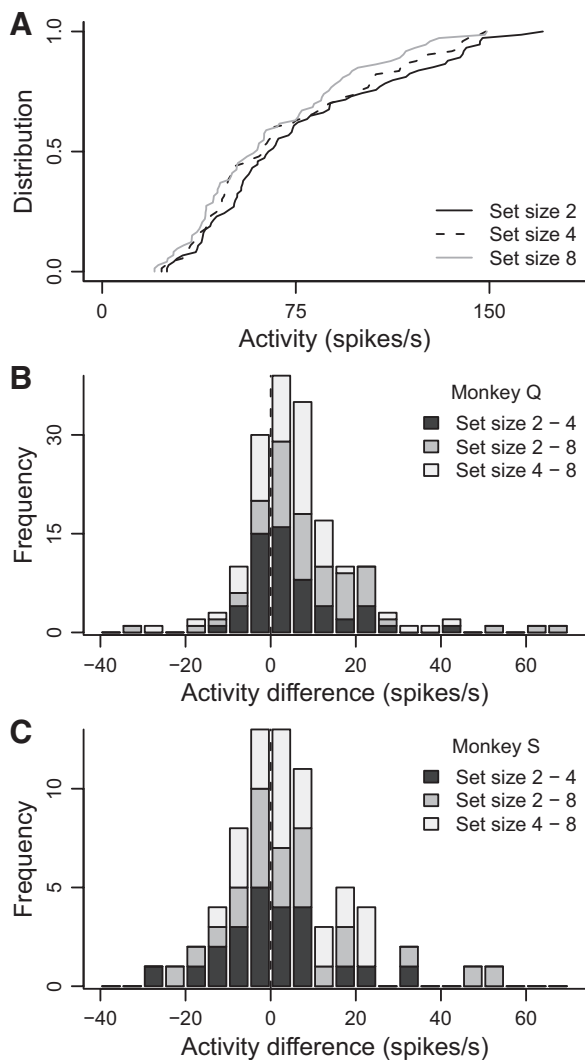 A
Distribution
1.0
0.5
0.0
Set size 2
Set size 4
Set size 8
0 75 150
Activity (spikes/s)
B
Frequency
30
15
0
Monkey Q
Set size 2 – 4
Set size 2 – 8
Set size 4 – 8
−40 −20 0 20 40 60
Activity difference (spikes/s)
C
Frequency
10
5
0
Monkey S
Set size 2 – 4
Set size 2 – 8
Set size 4 – 8
−40 −20 0 20 40 60
Activity difference (spikes/s)